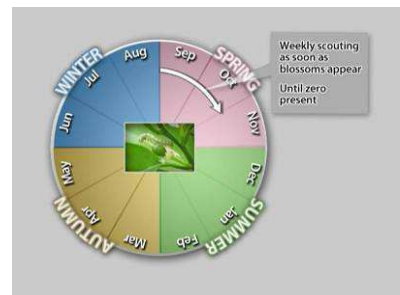 WINTER
Jun
Jul
Aug
SPRING
Sep
Oct
Nov
SUMMER
Dec
Jan
Feb
AUTUMN
Mar
Apr
May
Weekly scouting
as soon as
blossoms appear
Until zero
present